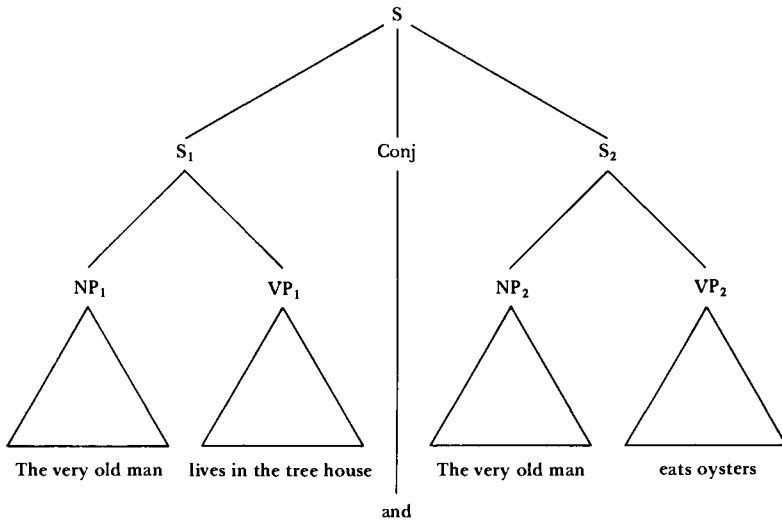 S
S₁ Conj S₂
NP₁ VP₁ NP₂ VP₂
The very old man lives in the tree house The very old man eats oysters
and